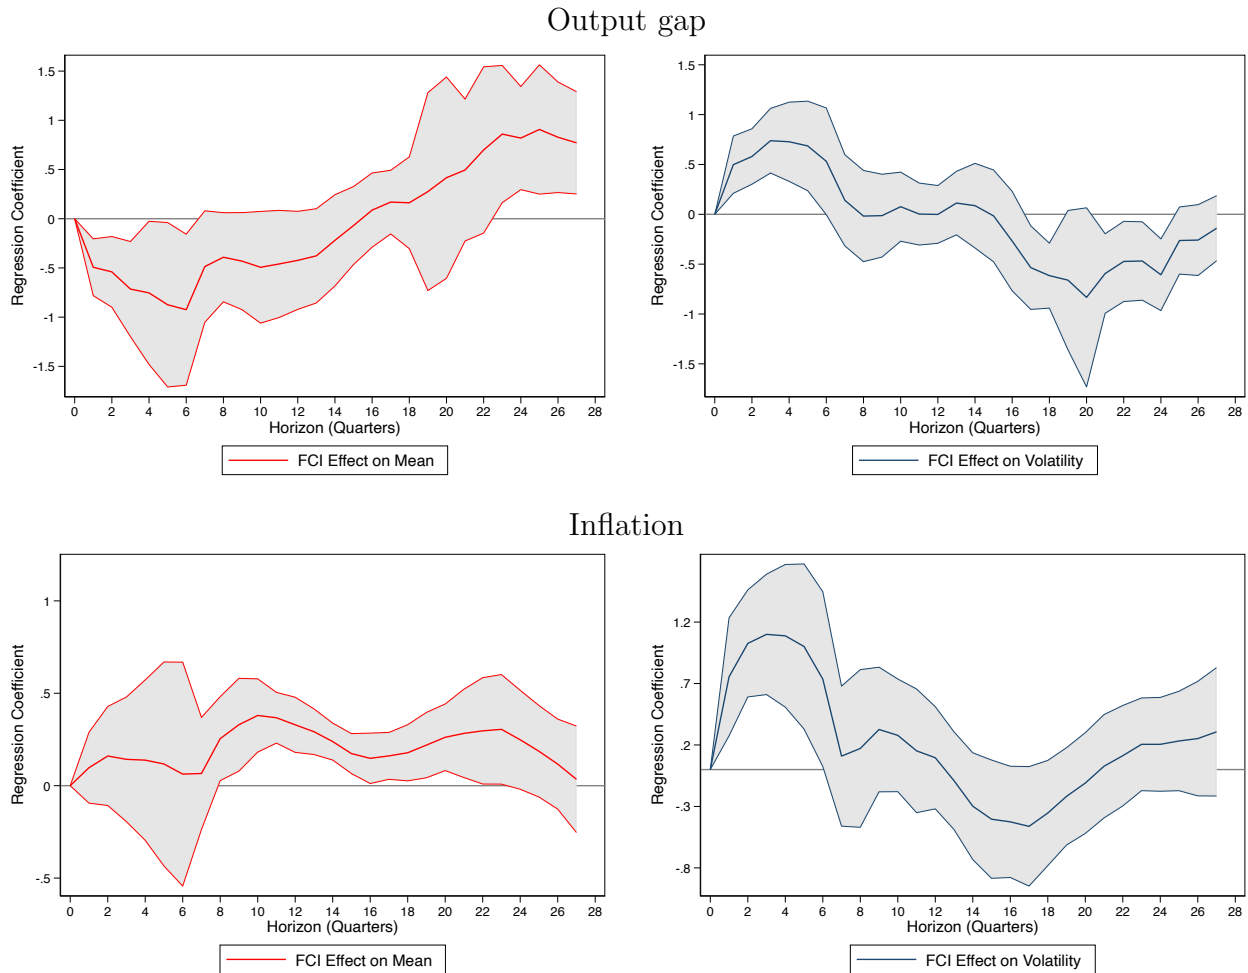 Output gap
Regression Coefficient
1.5
1
.5
0
-.5
-1
-1.5
0 2 4 6 8 10 12 14 16 18 20 22 24 26 28
Horizon (Quarters)
FCI Effect on Mean
Regression Coefficient
1.5
1
.5
0
-.5
-1
-1.5
0 2 4 6 8 10 12 14 16 18 20 22 24 26 28
Horizon (Quarters)
FCI Effect on Volatility
Inflation
Regression Coefficient
1
.5
0
-.5
0 2 4 6 8 10 12 14 16 18 20 22 24 26 28
Horizon (Quarters)
FCI Effect on Mean
Regression Coefficient
1.2
.7
.2
-.3
-.8
0 2 4 6 8 10 12 14 16 18 20 22 24 26 28
Horizon (Quarters)
FCI Effect on Volatility